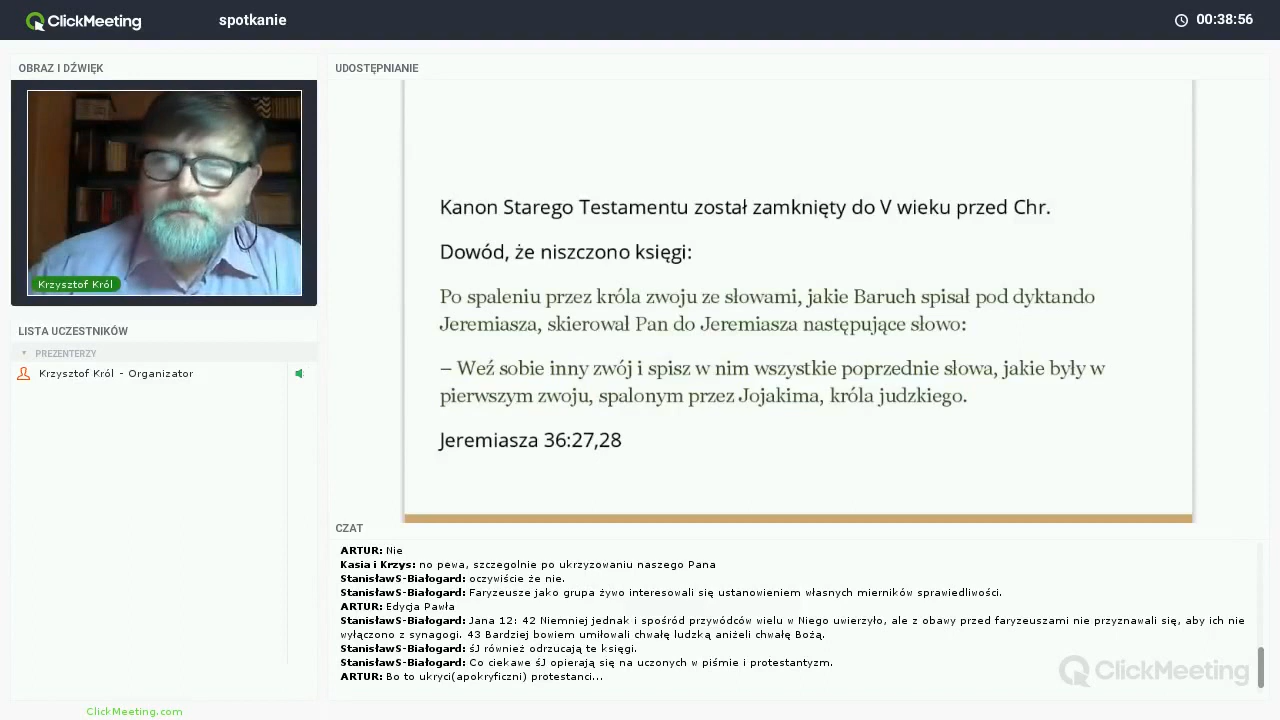 ClickMeeting
spotkanie
00:38:56
OBRAZ I DŹWIĘK
Krzysztof Król
LISTA UCZESTNIKÓW
PREZENTERZY
Krzysztof Król - Organizator
ClickMeeting.com
UDOSTĘPNIANIE
Kanon Starego Testamentu został zamknięty do V wieku przed Chr.
Dowód, że niszczono księgi:
Po spaleniu przez króla zwoju ze słowami, jakie Baruch spisał pod dyktando
Jeremiasza, skierował Pan do Jeremiasza następujące słowo:
– Weź sobie inny zwój i spisz w nim wszystkie poprzednie słowa, jakie były w
pierwszym zwoju, spalonym przez Jojakima, króla judzkiego.
Jeremiasza 36:27,28
CZAT
ARTUR: Nie
Kasia i Krzys: no pewa, szczegolnie po ukrzyzowaniu naszego Pana
StanisławS-Białogard: oczywiście że nie.
StanisławS-Białogard: Faryzeusze jako grupa żywo interesowali się ustanowieniem własnych mierników sprawiedliwości.
ARTUR: Edycja Pawła
StanisławS-Białogard: Jana 12: 42 Niemniej jednak i spośród przywódców wielu w Niego uwierzyło, ale z obawy przed faryzeuszami nie przyznawali się, aby ich nie
wyłączono z synagogi. 43 Bardziej bowiem umiłowali chwałę ludzką aniżeli chwałę Bożą.
StanisławS-Białogard: śJ również odrzucają te księgi.
StanisławS-Białogard: Co ciekawe śJ opierają się na uczonych w piśmie i protestantyzm.
ARTUR: Bo to ukryci(apokryficzni) protestanci...
ClickMeeting